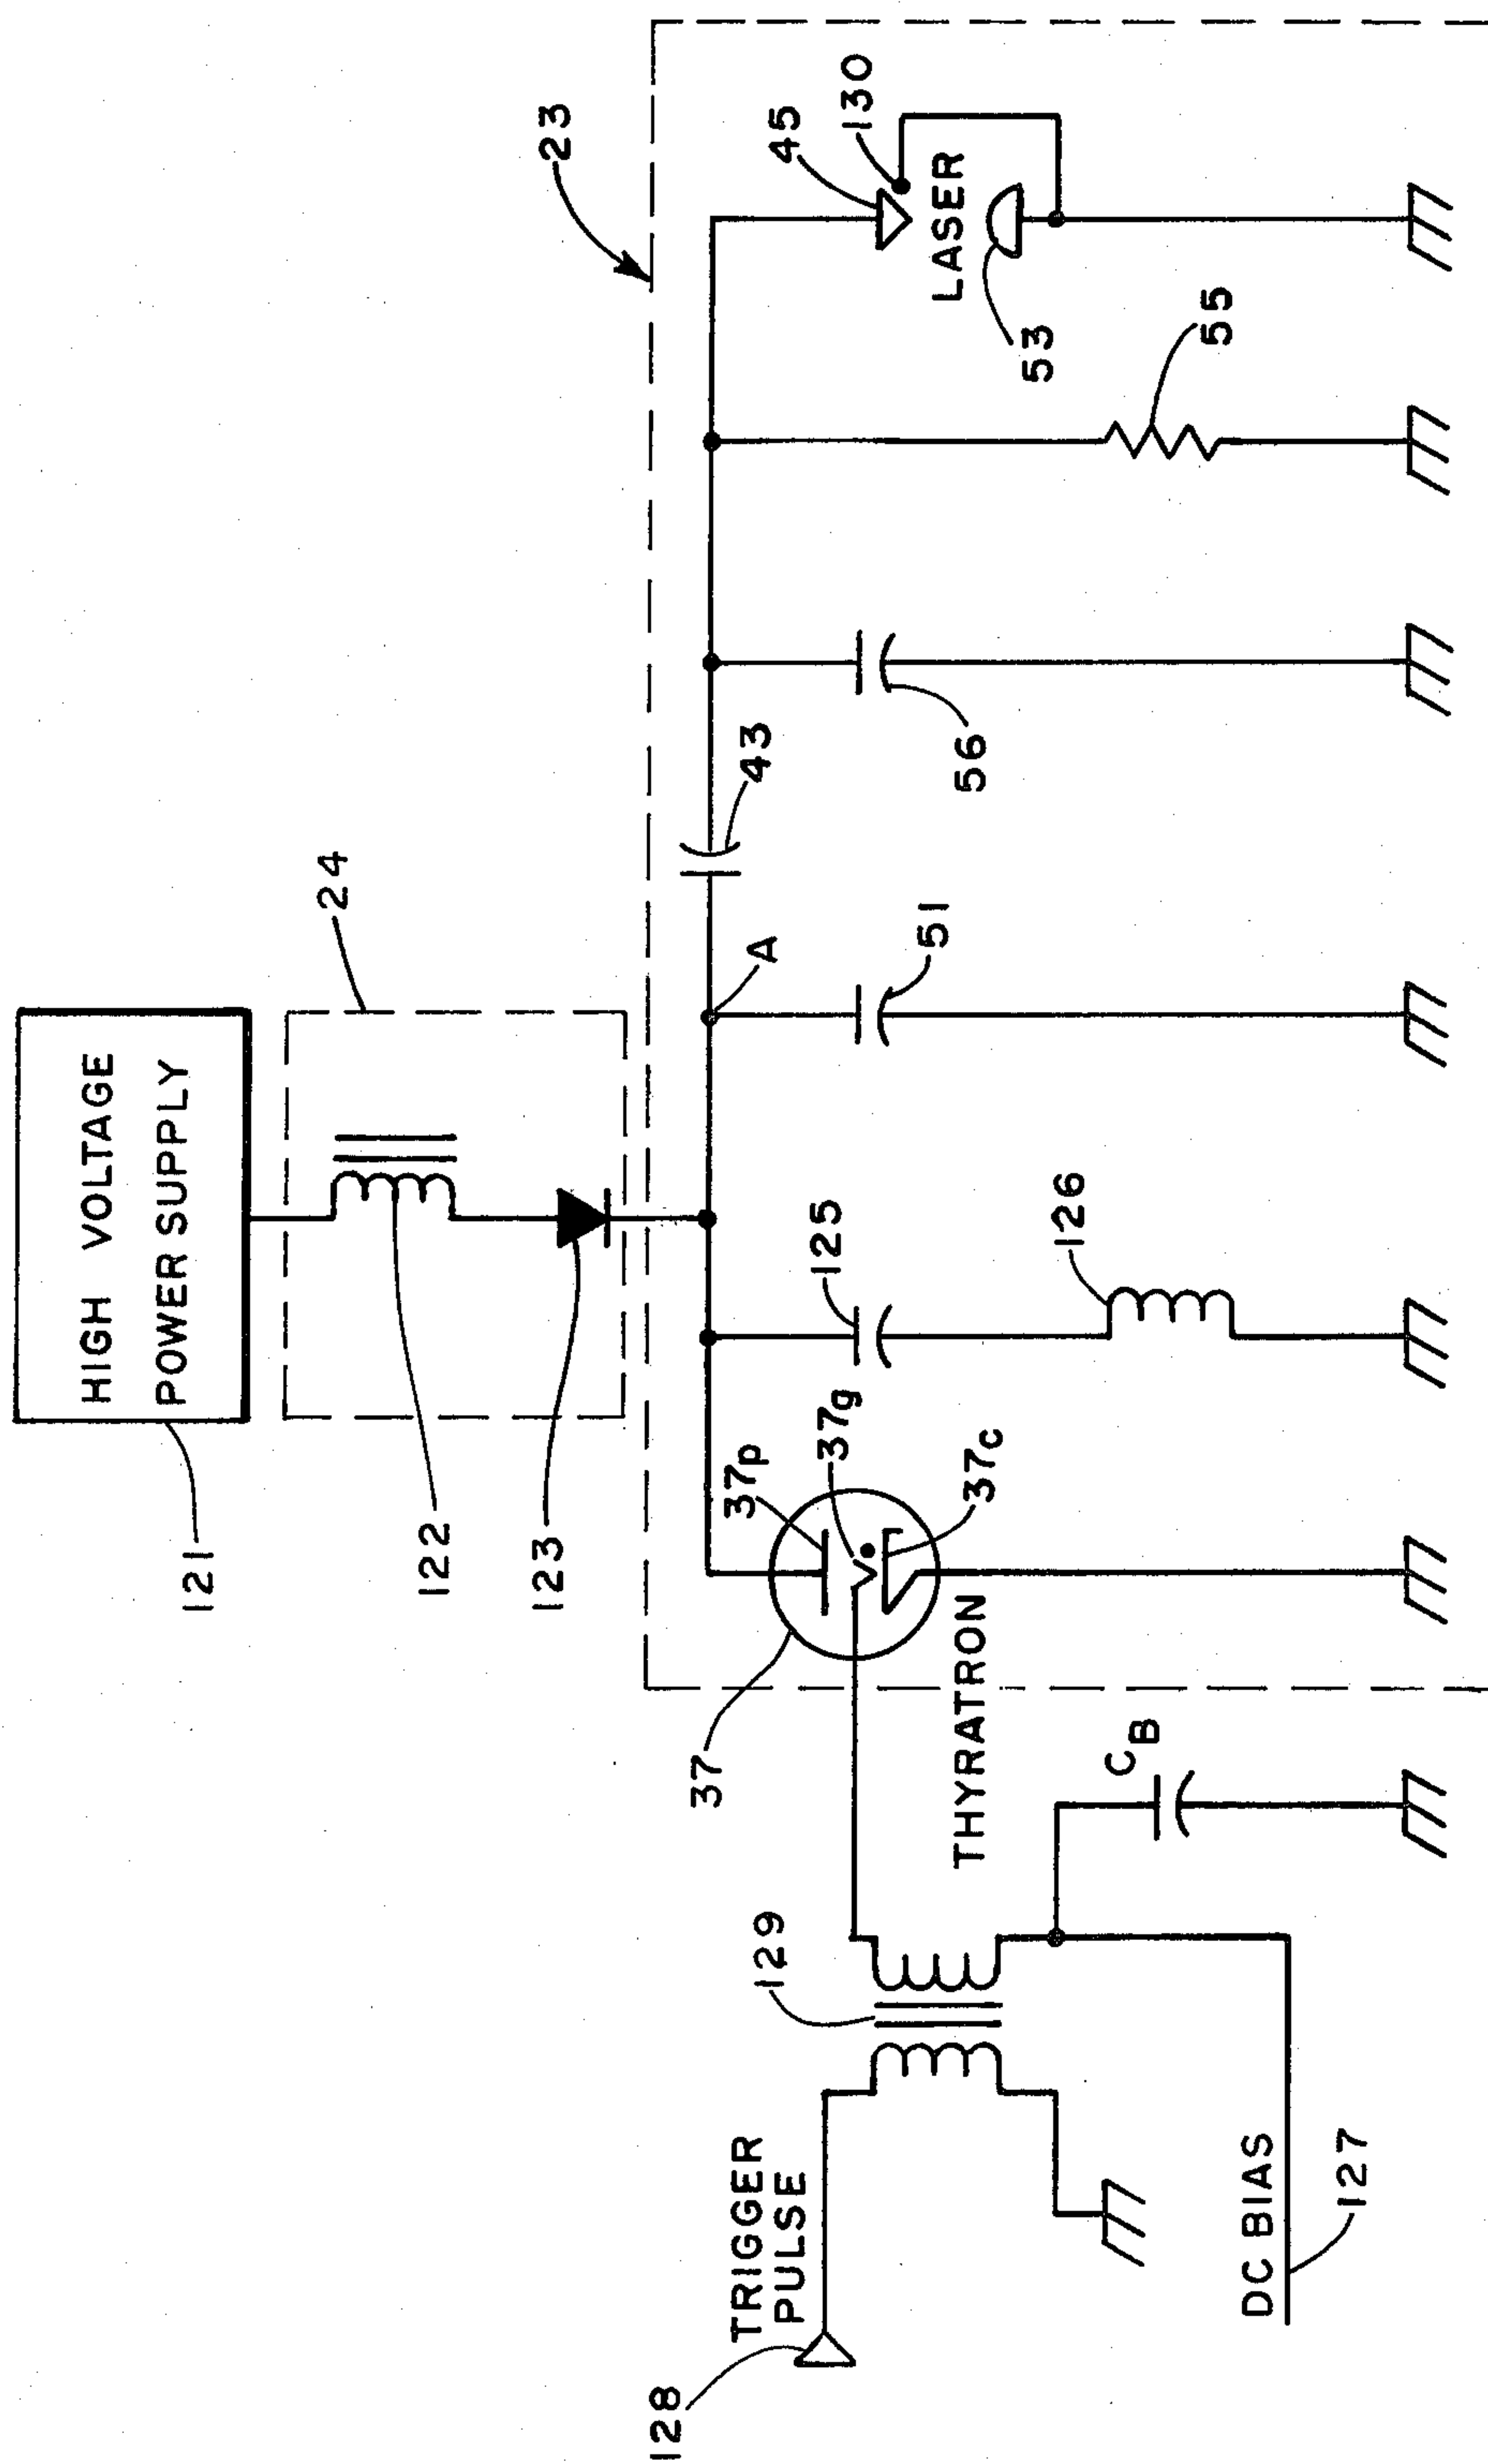 HIGH VOLTAGE
POWER SUPPLY
121
24
122
123
23
37
37p
37g
37c
THYRATRON
125
126
A
51
43
56
55
45
130
LASER
53
129
C_B
TRIGGER
PULSE
128
DC BIAS
127